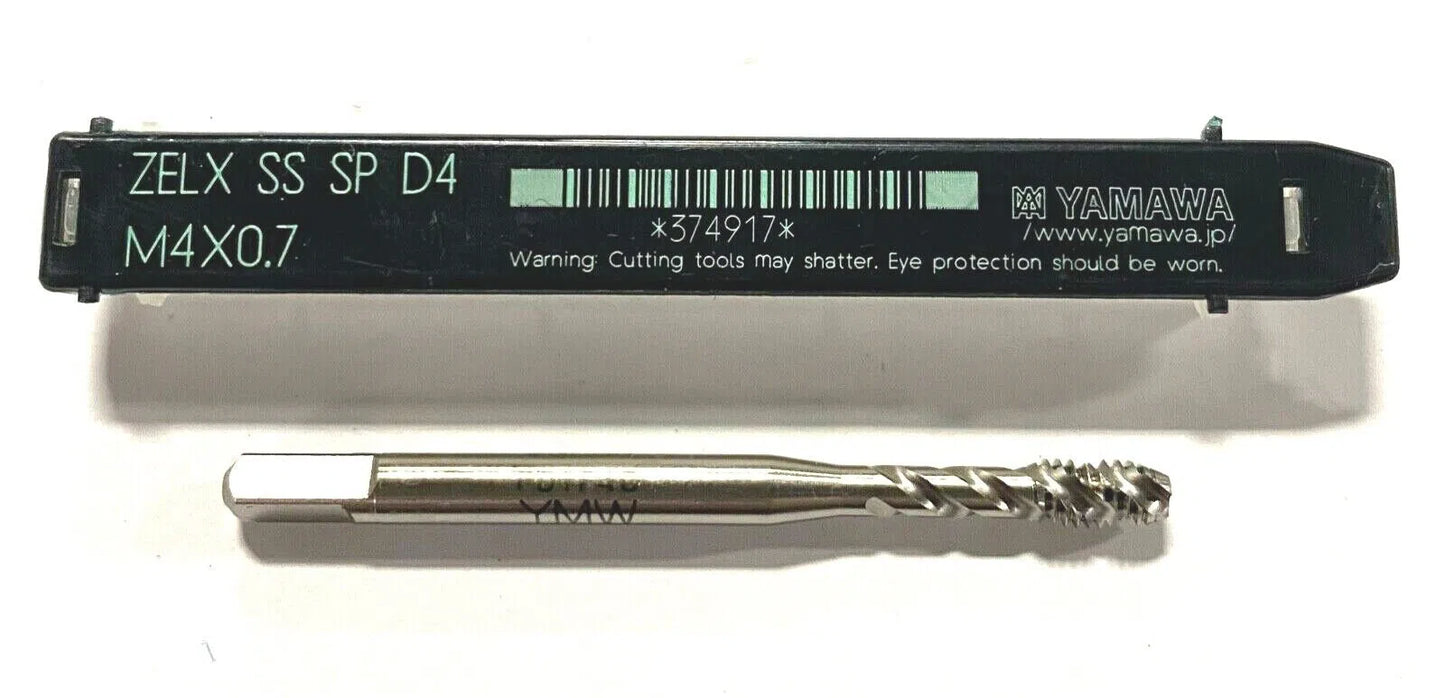 ZELX SS SP D4
M4X0.7
*374917*
YAMAWA
/www.yamawa.jp/
Warning: Cutting tools may shatter. Eye protection should be worn.
YMW